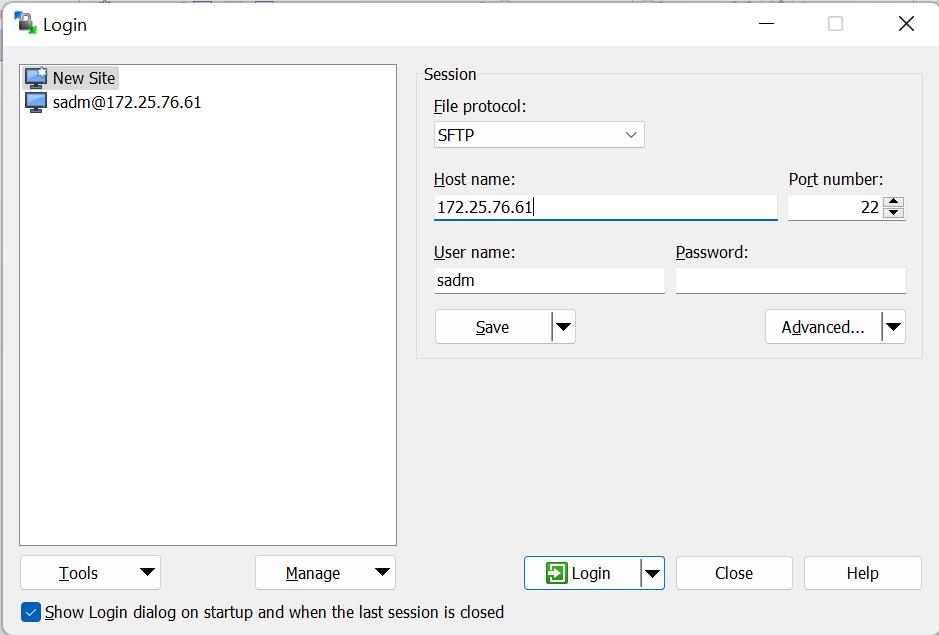 Login
New Site
sadm@172.25.76.61
Session
File protocol:
SFTP
Host name:
Port number:
172.25.76.61
22
User name:
Password:
sadm
Save
Advanced...
Tools
Manage
Login
Close
Help
Show Login dialog on startup and when the last session is closed